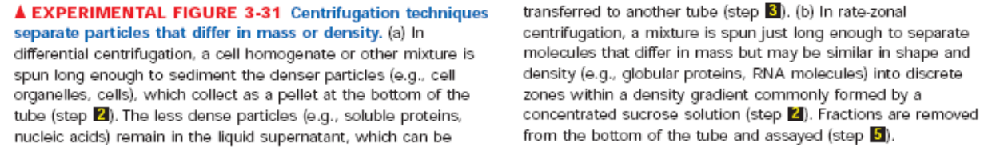 ▲ EXPERIMENTAL FIGURE 3-31 Centrifugation techniques
separate particles that differ in mass or density. (a) In
differential centrifugation, a cell homogenate or other mixture is
spun long enough to sediment the denser particles (e.g., cell
organelles, cells), which collect as a pellet at the bottom of the
tube (step 2). The less dense particles (e.g., soluble proteins,
nucleic acids) remain in the liquid supernatant, which can be
transferred to another tube (step 3). (b) In rate-zonal
centrifugation, a mixture is spun just long enough to separate
molecules that differ in mass but may be similar in shape and
density (e.g., globular proteins, RNA molecules) into discrete
zones within a density gradient commonly formed by a
concentrated sucrose solution (step 2). Fractions are removed
from the bottom of the tube and assayed (step 5).